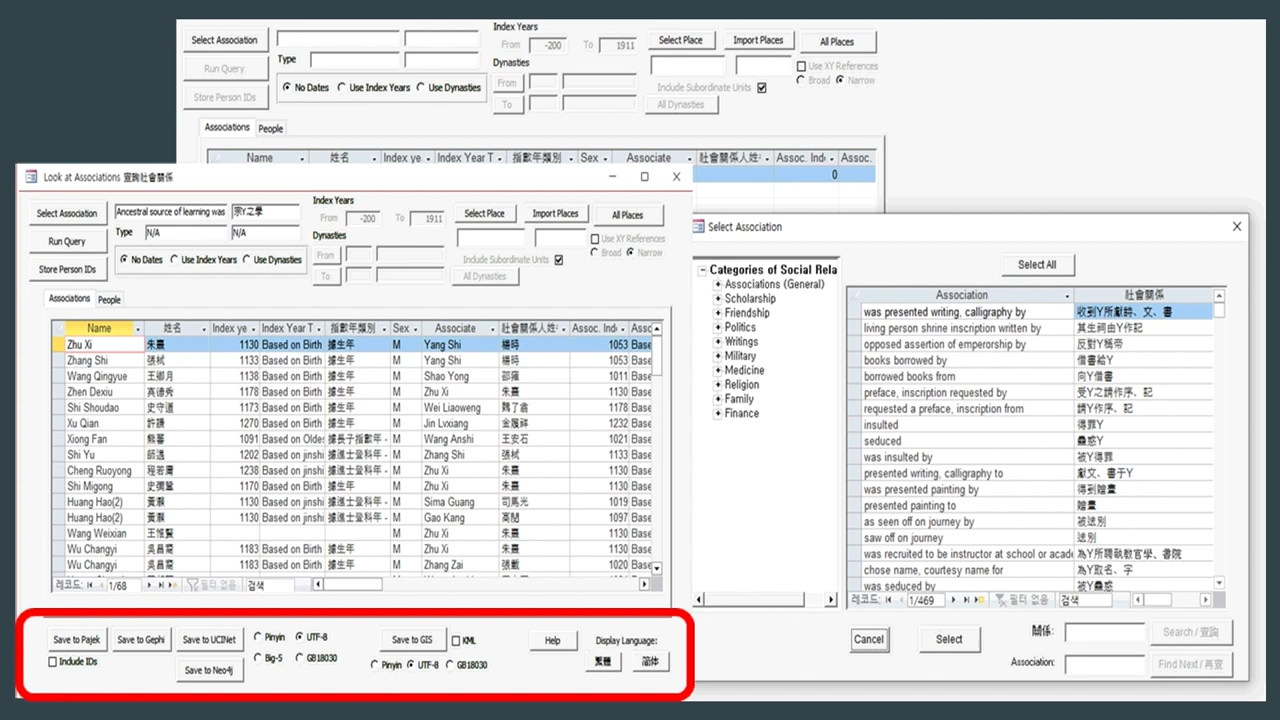 Select Association
Run Query
Store Person IDs
Type
No Dates Use Index Years Use Dynasties
Index Years
From -200 To 1911
Dynasties
From
To
Select Place Import Places All Places
Use XY References
Broad Narrow
Include Subordinate Units
All Dynasties
Associations People
Name 姓名 Index ye Index Year T 指數年類別 Sex Associate 社會關係人姓 Assoc. Ind Assoc.
0
Look at Associations 查詢社會關係
Select Association Ancestral source of learning was 宗Y之學
Run Query Type N/A N/A
Store Person IDs
No Dates Use Index Years Use Dynasties
Index Years
From -200 To 1911
Dynasties
From
To
Select Place Import Places All Places
Use XY References
Broad Narrow
Include Subordinate Units
All Dynasties
Associations People
Name 姓名 Index ye Index Year T 指數年類別 Sex Associate 社會關係人姓 Assoc. Ind Assoc
Zhu Xi 朱熹 1130 Based on Birth 據生年 M Yang Shi 楊時 1053 Base
Zhang Shi 張栻 1133 Based on Birth 據生年 M Yang Shi 楊時 1053 Base
Wang Qingyue 王卿月 1138 Based on Birth 據生年 M Shao Yong 邵雍 1011 Base
Zhen Dexiu 真德秀 1178 Based on Birth 據生年 M Zhu Xi 朱熹 1130 Base
Shi Shoudao 史守道 1173 Based on Birth 據生年 M Wei Liaoweng 魏了翁 1178 Base
Xu Qian 許謙 1270 Based on Birth 據生年 M Jin Lvxiang 金履祥 1232 Base
Xiong Fan 熊蕃 1091 Based on Oldes 據長子指數年 - M Wang Anshi 王安石 1021 Base
Shi Yu 1202 Based on jinshi 據進士登科年 - M Zhang Shi 張栻 1133 Base
Cheng Ruoyong 程若庸 1238 Based on jinshi 據進士登科年 - M Zhu Xi 朱熹 1130 Base
Shi Migong 史彌鞏 1170 Based on Birth 據生年 M Zhu Xi 朱熹 1130 Base
Huang Hao(2) 黃灝 1130 Based on jinshi 據進士登科年 - M Sima Guang 司馬光 1019 Base
Huang Hao(2) 黃灝 1130 Based on jinshi 據進士登科年 - M Gao Kang 高閌 1097 Base
Wang Weixian 王惟賢 M Zhu Xi 朱熹 1130 Base
Wu Changyi 吳昌裔 1183 Based on Birth 據生年 M Zhu Xi 朱熹 1130 Base
Wu Changyi 吳昌裔 1183 Based on Birth 據生年 M Zhang Zai 張載 1020 Base
레코드: 1/68 필터 없음 검색
Save to Pajek Save to Gephi Save to UCINet Pinyin UTF-8 Save to GIS KML Help Display Language:
Include IDs Save to Neo4j Big-5 GB18030 Pinyin UTF-8 GB18030 繁體 简体
Select Association
Select All
Categories of Social Rela
Associations (General)
Scholarship
Friendship
Politics
Writings
Military
Medicine
Religion
Family
Finance
Association 社會關係
was presented writing, calligraphy by 收到Y所獻詩、文、書
living person shrine inscription written by 其生祠由Y作記
opposed assertion of emperorship by 反對Y稱帝
books borrowed by 借書給Y
borrowed books from 向Y借書
preface, inscription requested by 受Y之請作序、記
requested a preface, inscription from 請Y作序、記
insulted 得罪Y
seduced 蠱惑Y
was insulted by 被Y得罪
presented writing, calligraphy to 獻文、書于Y
was presented painting by 得到贈畫
presented painting to 贈畫
as seen off on journey by 被送別
saw off on journey 送別
was recruited to be instructor at school or acade 為Y所聘執教官學、書院
chose name, courtesy name for 為Y取名、字
was seduced by 被Y蠱惑
레코드: 1/469 필터 없음 검색
Cancel Select
關係: Search / 查詢
Association: Find Next / 再查